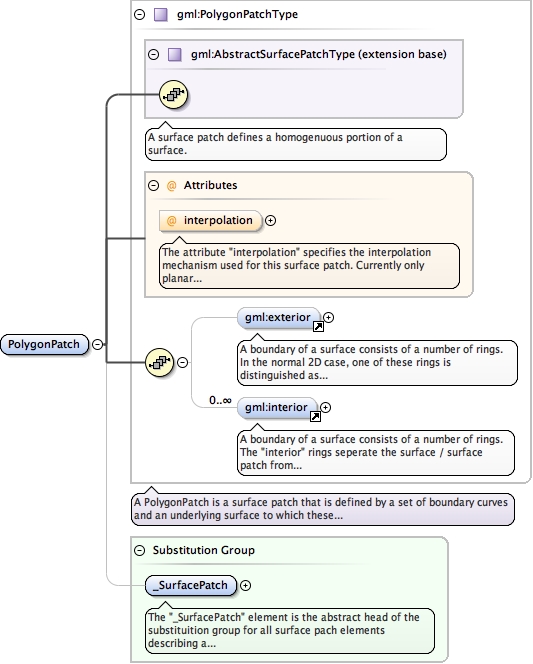 gml:PolygonPatchType
gml:AbstractSurfacePatchType (extension base)
A surface patch defines a homogenuous portion of a
surface.
@ Attributes
@ interpolation
The attribute "interpolation" specifies the interpolation
mechanism used for this surface patch. Currently only
planar...
PolygonPatch
gml:exterior
A boundary of a surface consists of a number of rings.
In the normal 2D case, one of these rings is
distinguished as...
0..∞
gml:interior
A boundary of a surface consists of a number of rings.
The "interior" rings seperate the surface / surface
patch from...
A PolygonPatch is a surface patch that is defined by a set of boundary curves
and an underlying surface to which these...
Substitution Group
_SurfacePatch
The "_SurfacePatch" element is the abstract head of the
substituition group for all surface pach elements
describing a...